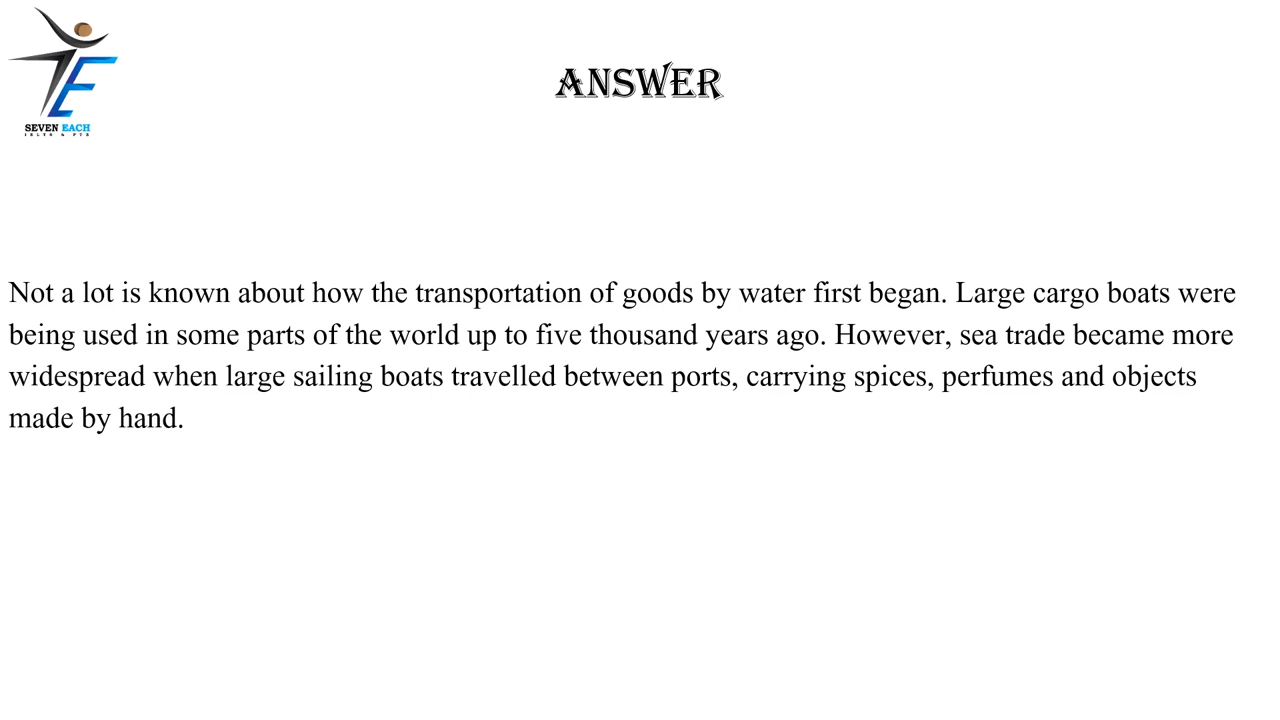 SEVEN EACH
IELTS & PTE
ANSWER
Not a lot is known about how the transportation of goods by water first began. Large cargo boats were
being used in some parts of the world up to five thousand years ago. However, sea trade became more
widespread when large sailing boats travelled between ports, carrying spices, perfumes and objects
made by hand.